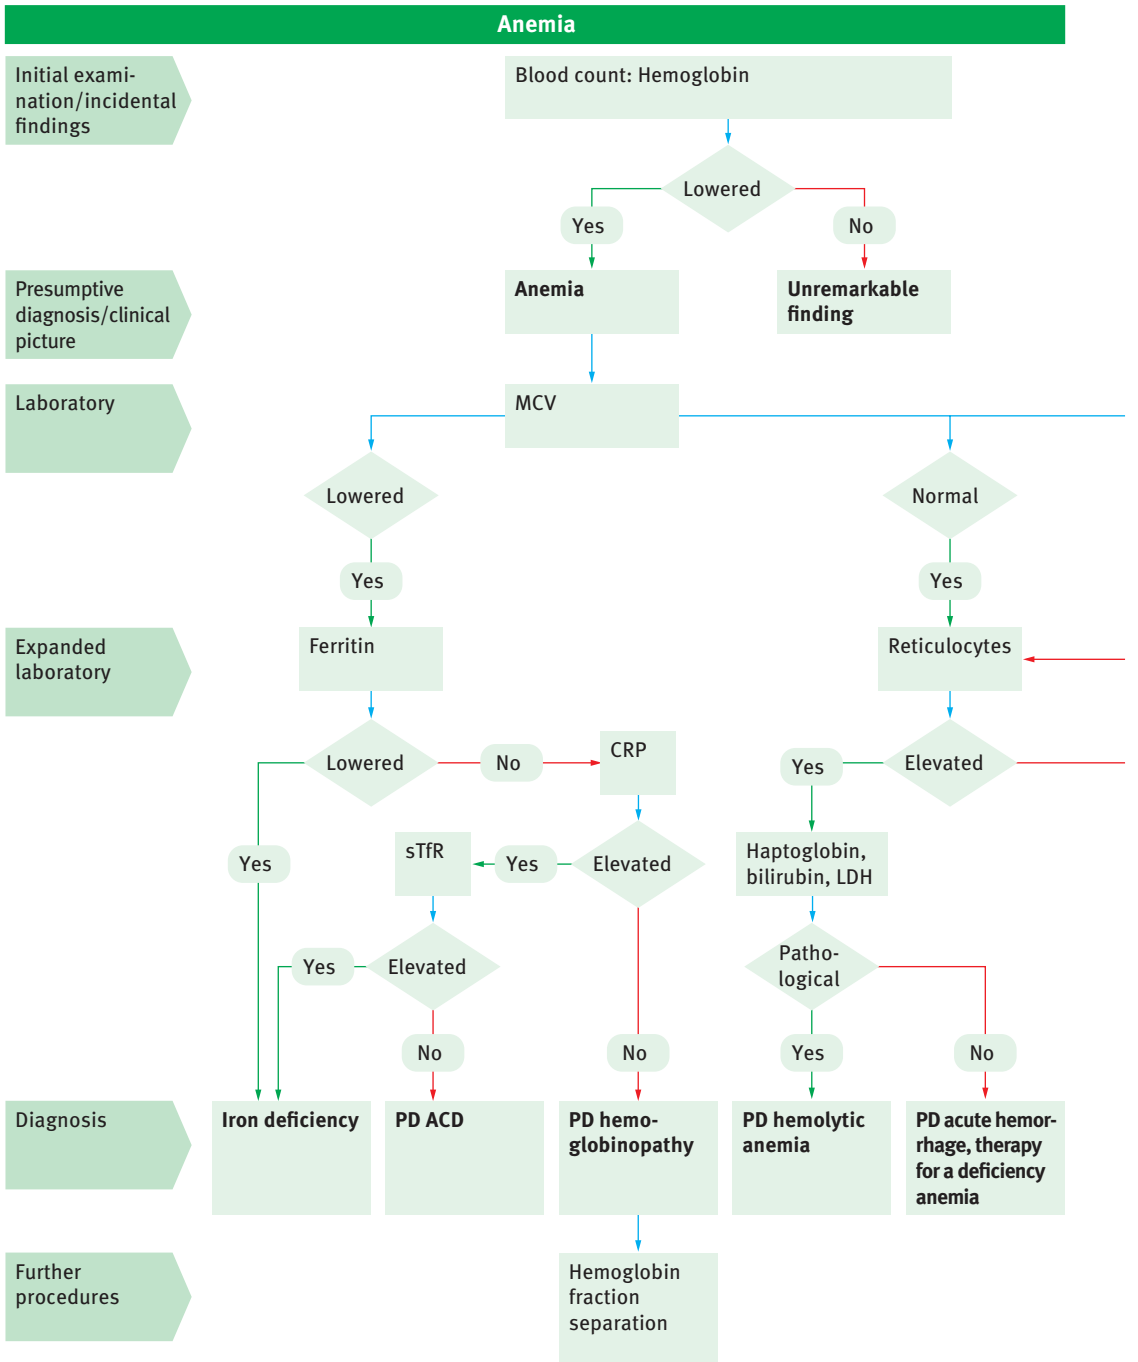 Anemia
Initial exami-
nation/incidental
findings
Blood count: Hemoglobin
Lowered
Yes
No
Presumptive
diagnosis/clinical
picture
Anemia
Unremarkable
finding
Laboratory
MCV
Lowered
Normal
Yes
Yes
Expanded
laboratory
Ferritin
Reticulocytes
Lowered
No
CRP
Yes
Elevated
Yes
sTfR
Yes
Elevated
Haptoglobin,
bilirubin, LDH
Yes
Elevated
Patho-
logical
No
No
Yes
No
Diagnosis
Iron deficiency
PD ACD
PD hemo-
globinopathy
PD hemolytic
anemia
PD acute hemor-
rhage, therapy
for a deficiency
anemia
Further
procedures
Hemoglobin
fraction
separation